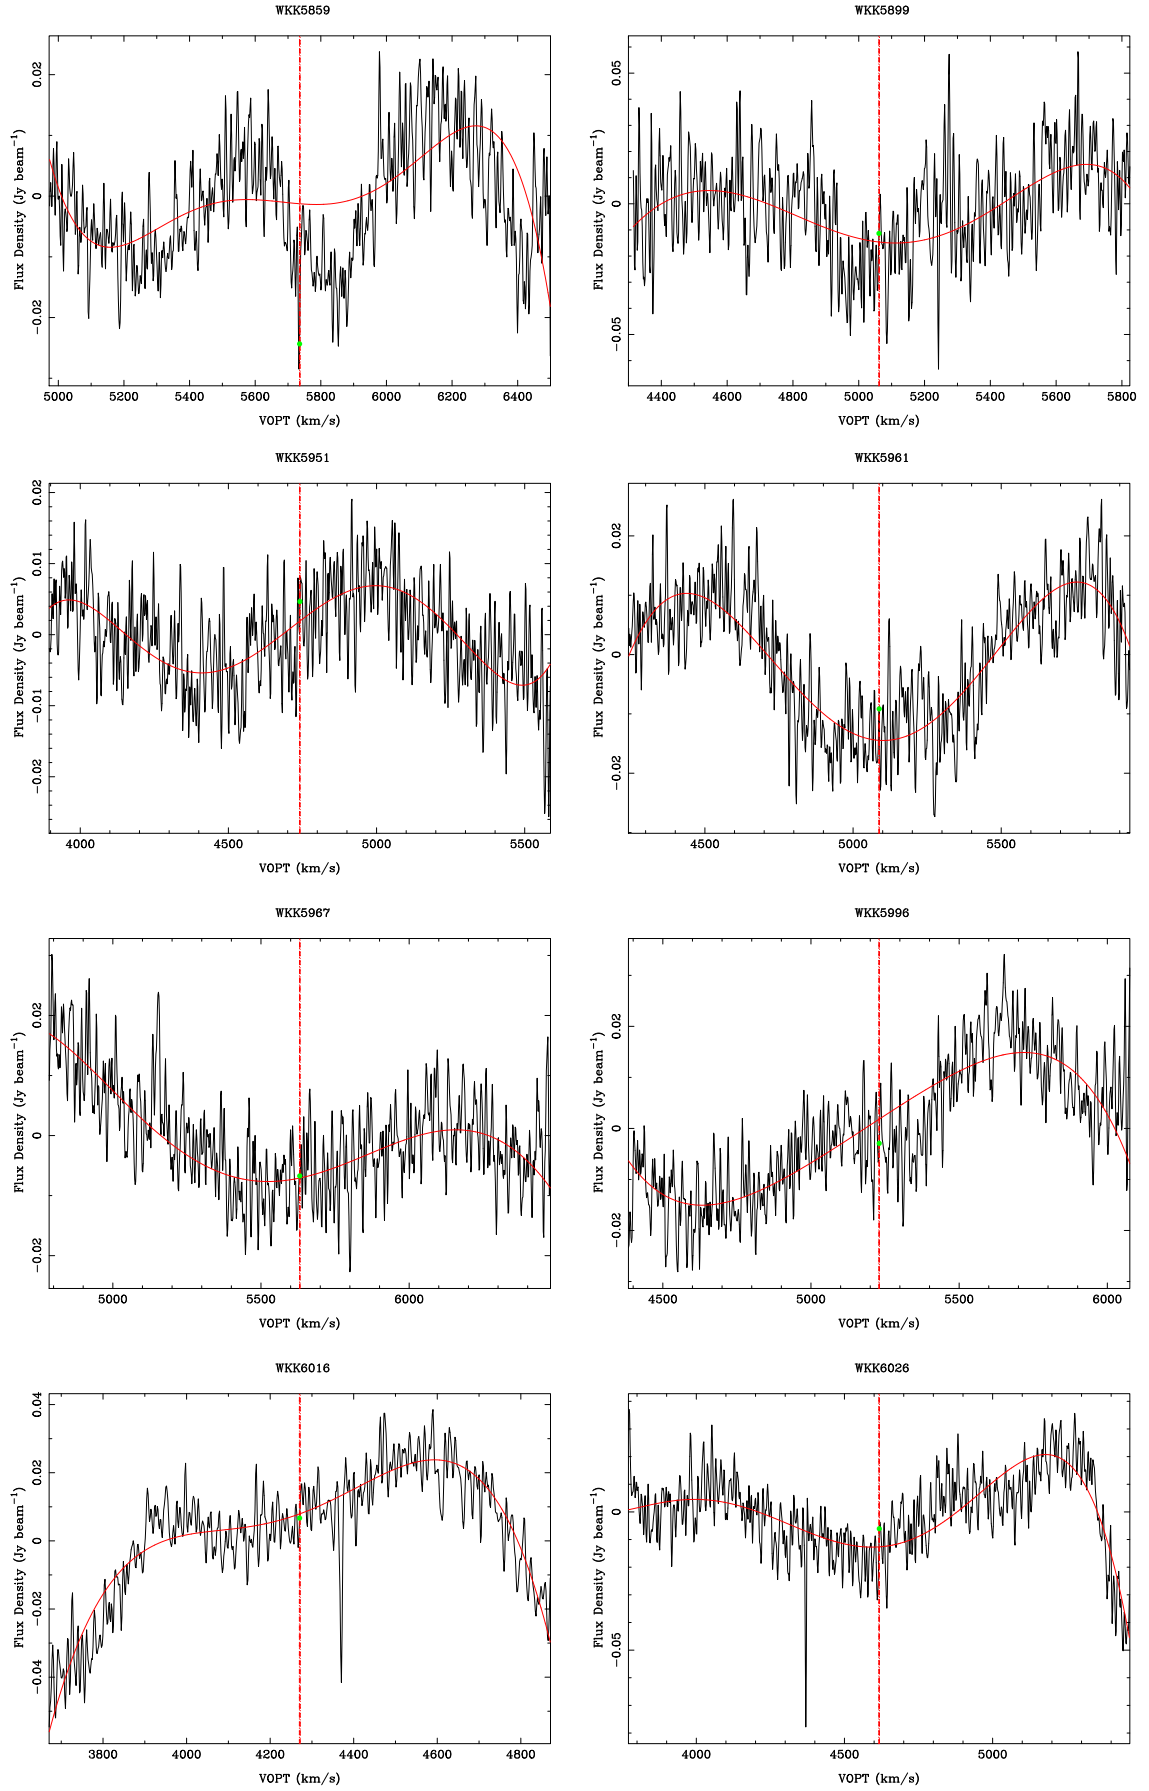 WKK5859
0.02
0
−0.02
Flux Density (Jy beam−1)
5000 5200 5400 5600 5800 6000 6200 6400
VOPT (km/s)
WKK5899
0.05
0
−0.05
Flux Density (Jy beam−1)
4400 4600 4800 5000 5200 5400 5600 5800
VOPT (km/s)
WKK5951
0.02
0.01
0
−0.01
−0.02
Flux Density (Jy beam−1)
4000 4500 5000 5500
VOPT (km/s)
WKK5961
0.02
0
−0.02
Flux Density (Jy beam−1)
4500 5000 5500
VOPT (km/s)
WKK5967
0.02
0
−0.02
Flux Density (Jy beam−1)
5000 5500 6000
VOPT (km/s)
WKK5996
0.02
0
−0.02
Flux Density (Jy beam−1)
4500 5000 5500 6000
VOPT (km/s)
WKK6016
0.04
0.02
0
−0.02
−0.04
Flux Density (Jy beam−1)
3800 4000 4200 4400 4600 4800
VOPT (km/s)
WKK6026
0
−0.05
Flux Density (Jy beam−1)
4000 4500 5000
VOPT (km/s)